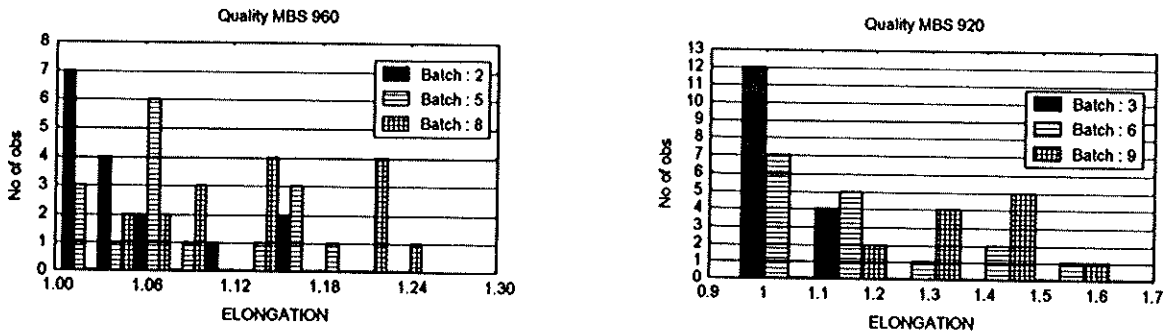 Quality MBS 960
No of obs
8
7
6
5
4
3
2
1
0
Batch : 2
Batch : 5
Batch : 8
1.00 1.06 1.12 1.18 1.24 1.30
ELONGATION
Quality MBS 920
No of obs
13
12
11
10
9
8
7
6
5
4
3
2
1
0
Batch : 3
Batch : 6
Batch : 9
0.9 1 1.1 1.2 1.3 1.4 1.5 1.6 1.7
ELONGATION